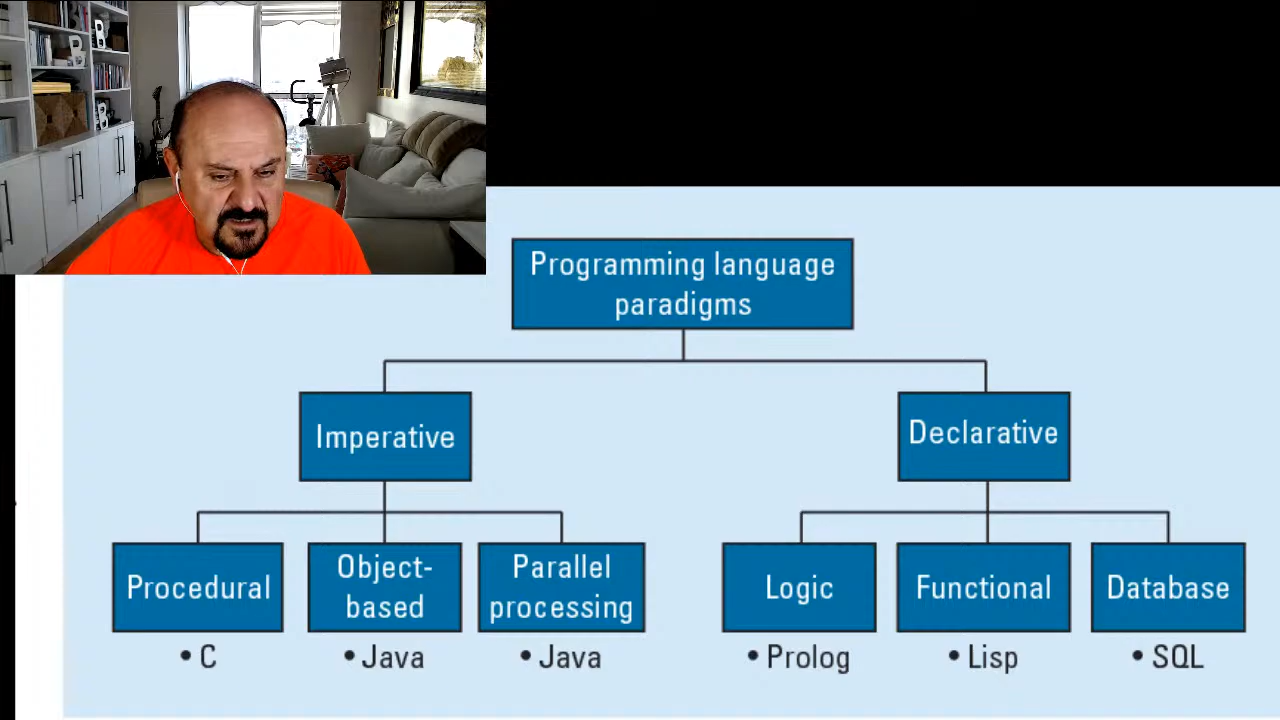 Programming language
paradigms
Imperative
Declarative
Procedural
Object-
based
Parallel
processing
Logic
Functional
Database
• C
• Java
• Java
• Prolog
• Lisp
• SQL